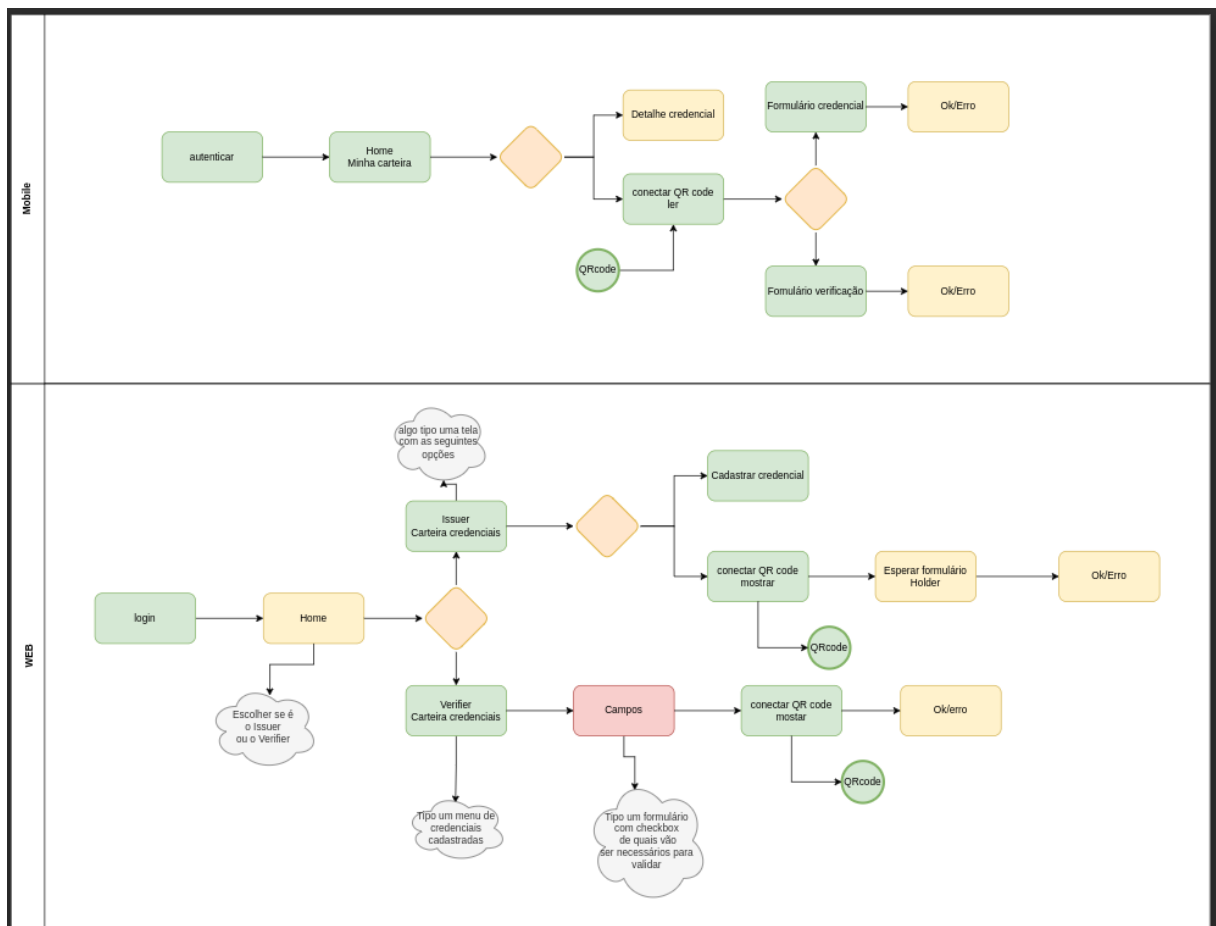 Mobile
autenticar
Home
Minha carteira
Detalhe credencial
conectar QR code
ler
QRcode
Formulário credencial
Ok/Erro
Fomulário verificação
Ok/Erro
WEB
login
Home
Escolher se é
o Issuer
ou o Verifier
algo tipo uma tela
com as seguintes
opções
Issuer
Carteira credenciais
Cadastrar credencial
conectar QR code
mostrar
QRcode
Esperar formulário
Holder
Ok/Erro
Verifier
Carteira credenciais
Tipo um menu de
credenciais
cadastradas
Campos
Tipo um formulário
com checkbox
de quais vão
ser necessários para
validar
conectar QR code
mostar
QRcode
Ok/erro